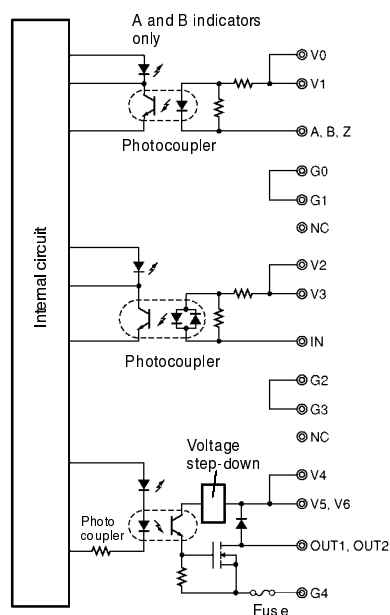 A and B indicators
only
V0
V1
A, B, Z
Photocoupler
G0
G1
NC
Internal circuit
V2
V3
IN
Photocoupler
G2
G3
NC
Voltage
step-down
V4
V5, V6
Photo
coupler
OUT1, OUT2
G4
Fuse